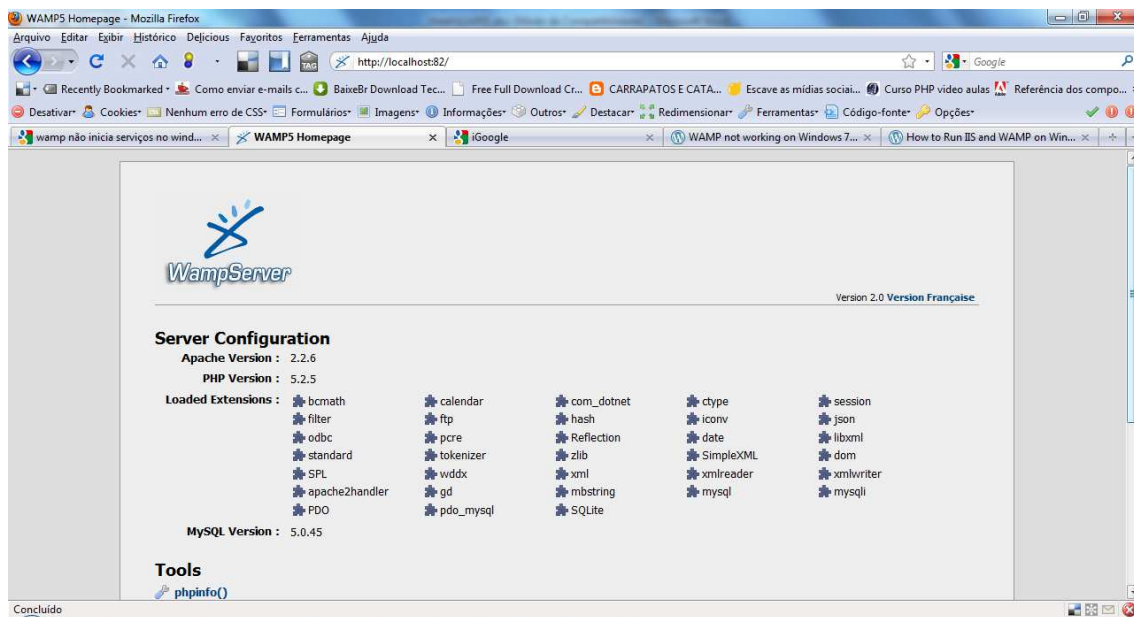 WAMP5 Homepage - Mozilla Firefox
Arquivo Editar Exibir Histórico Delicious Favoritos Ferramentas Ajuda
TAG http://localhost:82/ Google
Recently Bookmarked Como enviar e-mails c... BaixeBr Download Tec... Free Full Download Cr... CARRAPATOS E CATA... Escave as mídias sociai... Curso PHP video aulas Referência dos compo...
Desativar Cookies Nenhum erro de CSS Formulários Imagens Informações Outros Destacar Redimensionar Ferramentas Código-fonte Opções
wamp não inicia serviços no wind... WAMP5 Homepage iGoogle WAMP not working on Windows 7... How to Run IIS and WAMP on Win...
WampServer
Version 2.0 Version Française
Server Configuration
Apache Version : 2.2.6
PHP Version : 5.2.5
Loaded Extensions : bcmath calendar com_dotnet ctype session
filter ftp hash iconv json
odbc pcre Reflection date libxml
standard tokenizer zlib SimpleXML dom
SPL wddx xml xmlreader xmlwriter
apache2handler gd mbstring mysql mysqli
PDO pdo_mysql SQLite
MySQL Version : 5.0.45
Tools
phpinfo()
Concluído